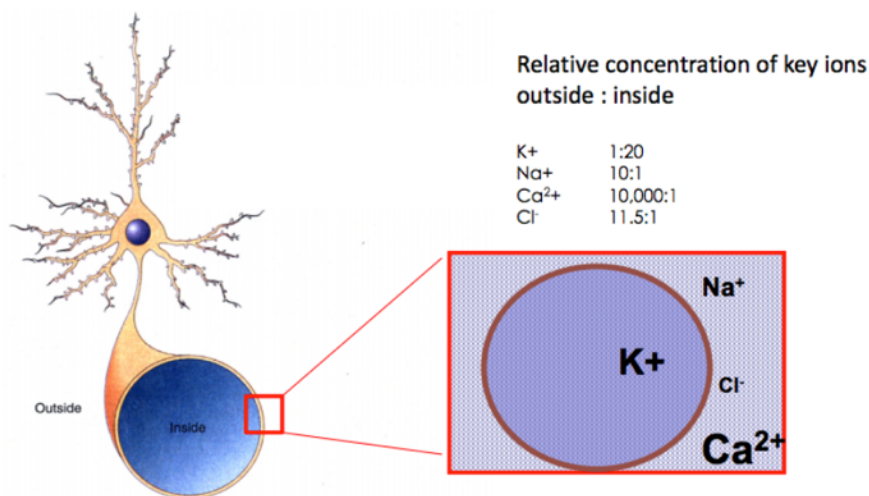 Relative concentration of key ions
outside : inside
K+ 1:20
Na+ 10:1
Ca²⁺ 10,000:1
Cl⁻ 11.5:1
Na⁺
K+
Cl⁻
Ca²⁺
Outside
Inside